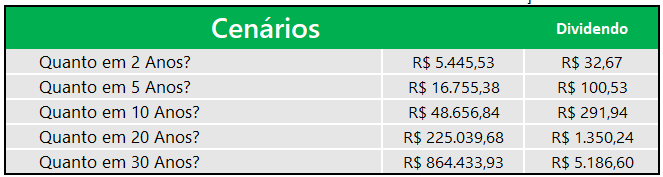 Cenários Dividendo
Quanto em 2 Anos? R$ 5.445,53 R$ 32,67
Quanto em 5 Anos? R$ 16.755,38 R$ 100,53
Quanto em 10 Anos? R$ 48.656,84 R$ 291,94
Quanto em 20 Anos? R$ 225.039,68 R$ 1.350,24
Quanto em 30 Anos? R$ 864.433,93 R$ 5.186,60